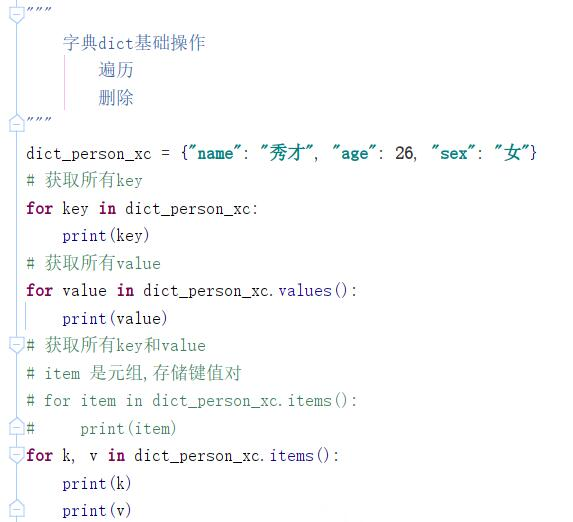 """
    字典dict基础操作
        遍历
        删除
"""
dict_person_xc = {"name": "秀才", "age": 26, "sex": "女"}
# 获取所有key
for key in dict_person_xc:
    print(key)
# 获取所有value
for value in dict_person_xc.values():
    print(value)
# 获取所有key和value
# item 是元组,存储键值对
# for item in dict_person_xc.items():
#     print(item)
for k, v in dict_person_xc.items():
    print(k)
    print(v)